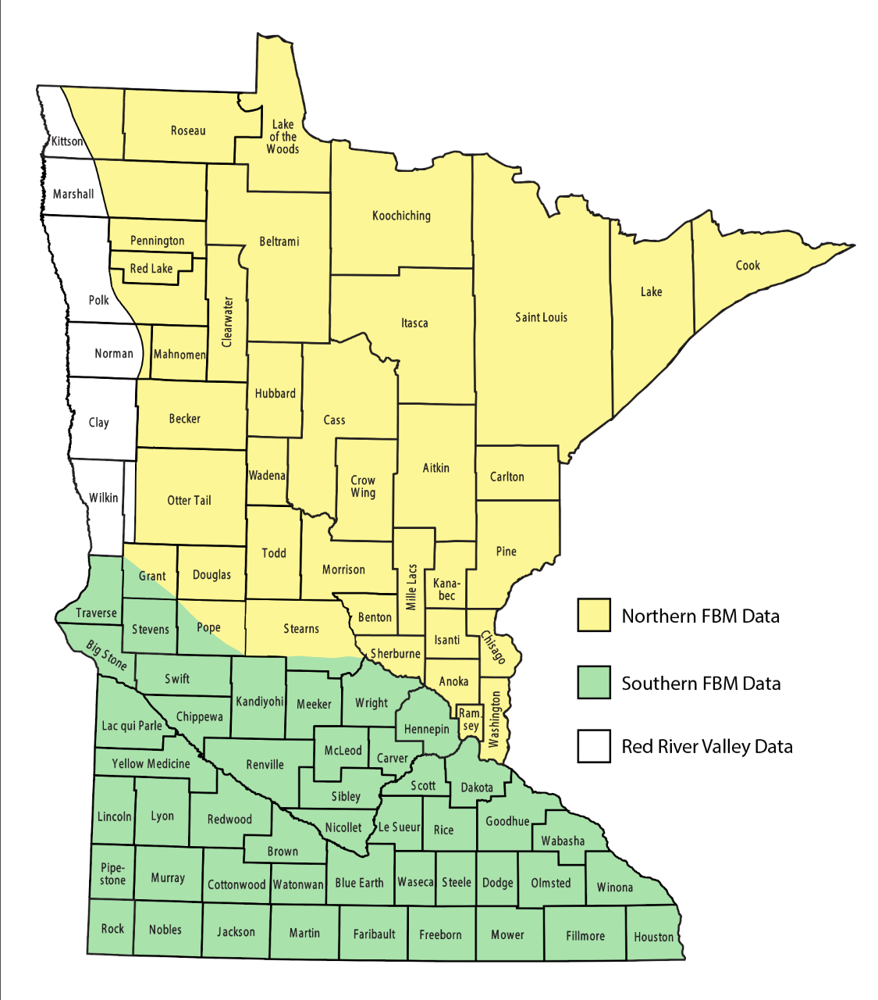 Kittson
Roseau
Lake
of the
Woods
Marshall
Koochiching
Pennington
Beltrami
Red Lake
Cook
Lake
Polk
Clearwater
Itasca
Saint Louis
Norman
Mahnomen
Hubbard
Cass
Clay
Becker
Aitkin
Wadena
Carlton
Crow
Wing
Wilkin
Otter Tail
Todd
Pine
Morrison
Mille Lacs
Grant
Douglas
Kana-
bec
Traverse
Stevens
Pope
Stearns
Benton
Northern FBM Data
Isanti
Chisago
Big Stone
Sherburne
Swift
Anoka
Southern FBM Data
Kandiyohi
Meeker
Wright
Chippewa
Ram.
sey
Washington
Lac qui Parle
Hennepin
Red River Valley Data
McLeod
Carver
Yellow Medicine
Renville
Scott
Dakota
Sibley
Lincoln
Lyon
Redwood
Nicollet
Le Sueur
Rice
Goodhue
Wabasha
Brown
Pipe-
stone
Murray
Cottonwood
Watonwan
Blue Earth
Waseca
Steele
Dodge
Olmsted
Winona
Rock
Nobles
Jackson
Martin
Faribault
Freeborn
Mower
Fillmore
Houston